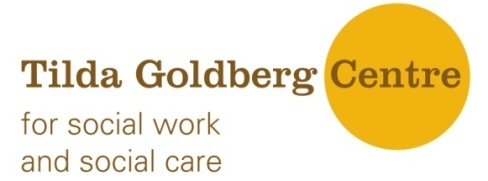 Tilda Goldberg Centre
for social work
and social care